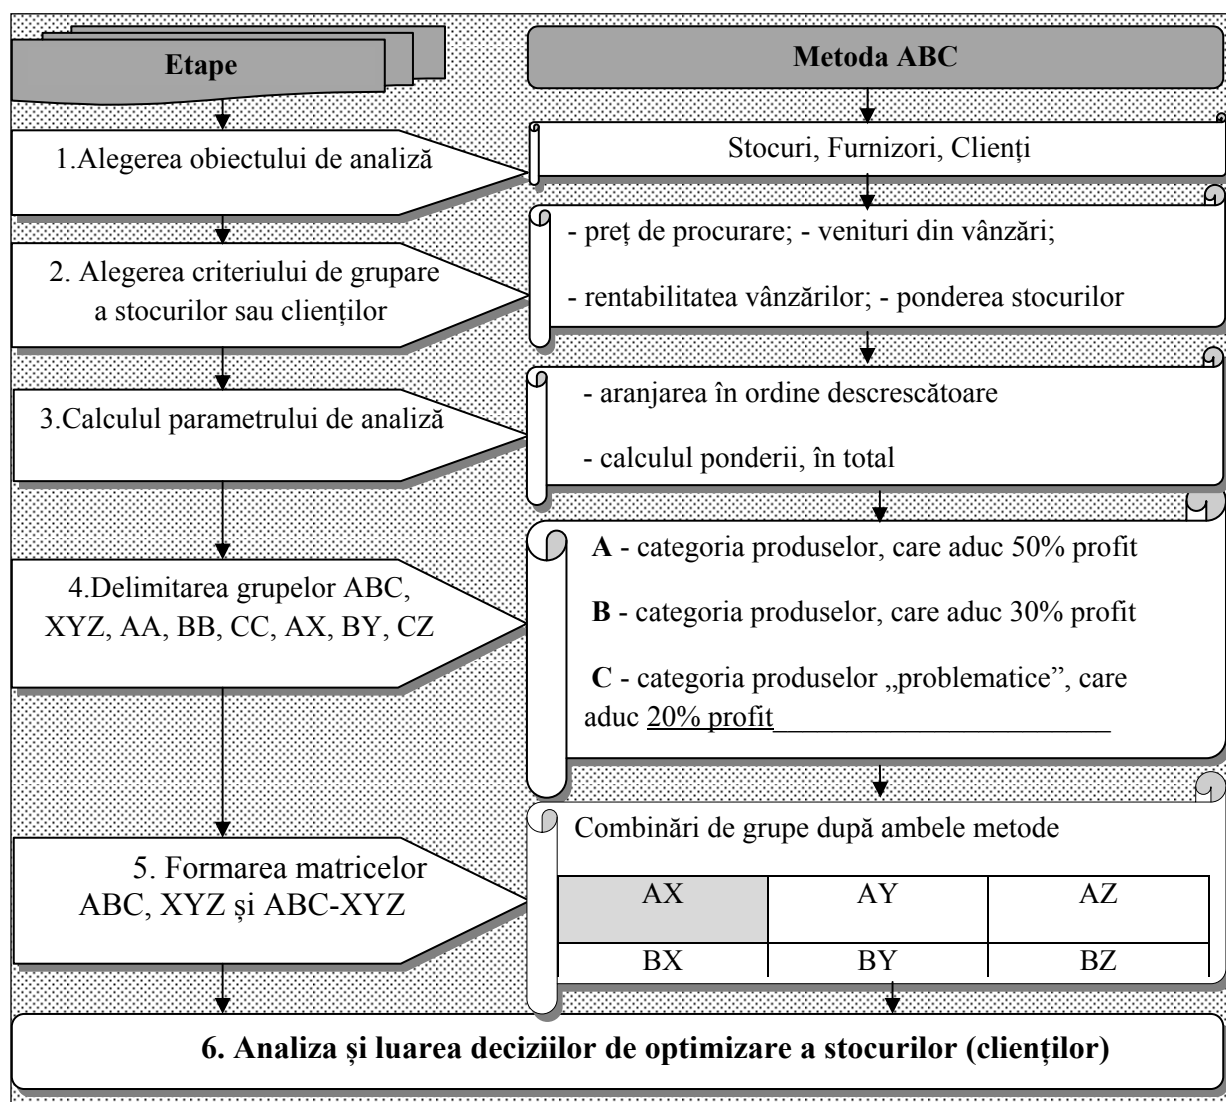 Etape
Metoda ABC
1.Alegerea obiectului de analiză
Stocuri, Furnizori, Clienți
2. Alegerea criteriului de grupare
a stocurilor sau clienților
- preț de procurare; - venituri din vânzări;
- rentabilitatea vânzărilor; - ponderea stocurilor
3.Calculul parametrului de analiză
- aranjarea în ordine descrescătoare
- calculul ponderii, în total
4.Delimitarea grupelor ABC,
XYZ, AA, BB, CC, AX, BY, CZ
A - categoria produselor, care aduc 50% profit
B - categoria produselor, care aduc 30% profit
C - categoria produselor „problematice”, care
aduc 20% profit________________________
5. Formarea matricelor
ABC, XYZ și ABC-XYZ
Combinări de grupe după ambele metode
AX AY AZ
BX BY BZ
6. Analiza și luarea deciziilor de optimizare a stocurilor (clienților)